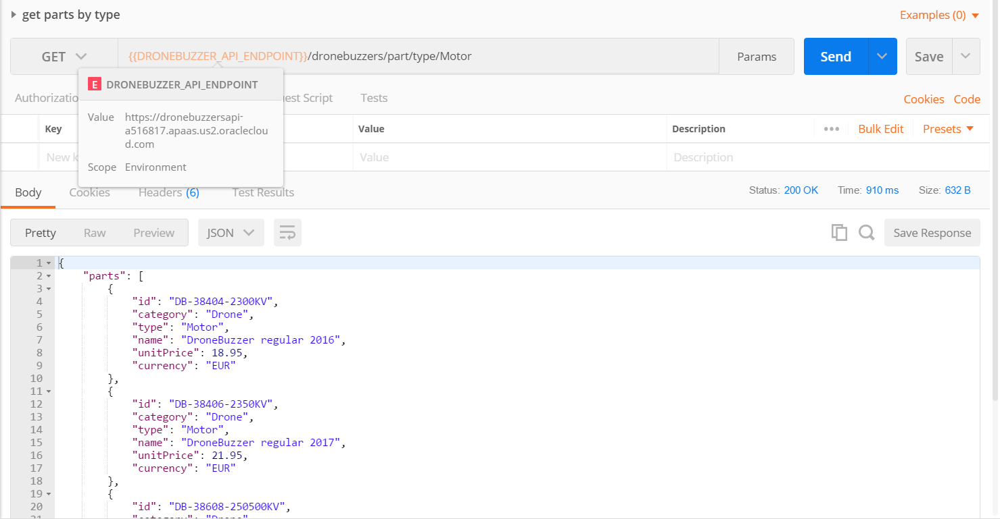 get parts by type
Examples (0)
GET {{DRONEBUZZER_API_ENDPOINT}}/dronebuzzers/part/type/Motor Params Send Save
E DRONEBUZZER_API_ENDPOINT
Script Tests Cookies Code
Value https://dronebuzzersapi-
a516817.apaas.us2.oracleclou
d.com
Scope Environment
Key Value Description ••• Bulk Edit Presets
New Value Description
Body Cookies Headers (6) Test Results Status: 200 OK Time: 910 ms Size: 632 B
Pretty Raw Preview JSON Save Response
1 {
2 "parts": [
3 {
4 "id": "DB-38404-2300KV",
5 "category": "Drone",
6 "type": "Motor",
7 "name": "DroneBuzzer regular 2016",
8 "unitPrice": 18.95,
9 "currency": "EUR"
10 },
11 {
12 "id": "DB-38406-2350KV",
13 "category": "Drone",
14 "type": "Motor",
15 "name": "DroneBuzzer regular 2017",
16 "unitPrice": 21.95,
17 "currency": "EUR"
18 },
19 {
20 "id": "DB-38608-250500KV",